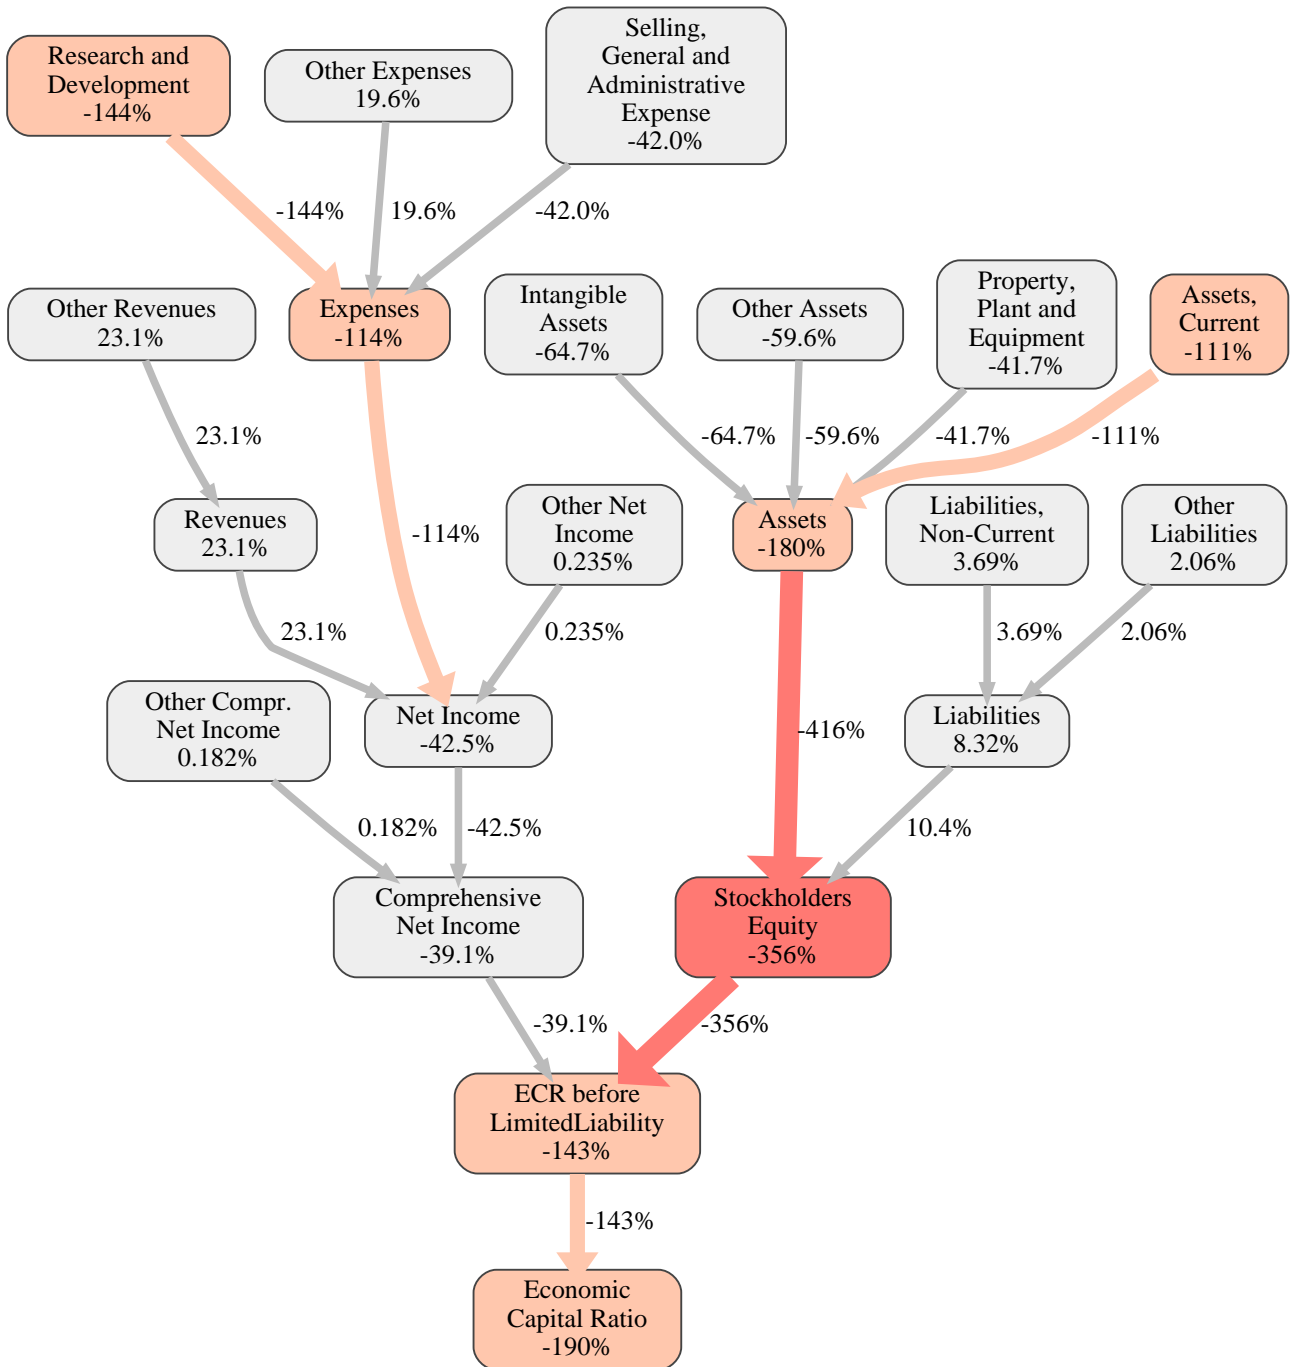 Research and
Development
-144%
Other Expenses
19.6%
Selling,
General and
Administrative
Expense
-42.0%
-144%
19.6%
-42.0%
Other Revenues
23.1%
Expenses
-114%
Intangible
Assets
-64.7%
Other Assets
-59.6%
Property,
Plant and
Equipment
-41.7%
Assets,
Current
-111%
23.1%
-64.7%
-59.6%
-41.7%
-111%
Revenues
23.1%
-114%
Other Net
Income
0.235%
Assets
-180%
Liabilities,
Non-Current
3.69%
Other
Liabilities
2.06%
23.1%
0.235%
3.69%
2.06%
Other Compr.
Net Income
0.182%
Net Income
-42.5%
-416%
Liabilities
8.32%
0.182%
-42.5%
10.4%
Comprehensive
Net Income
-39.1%
Stockholders
Equity
-356%
-39.1%
-356%
ECR before
LimitedLiability
-143%
-143%
Economic
Capital Ratio
-190%